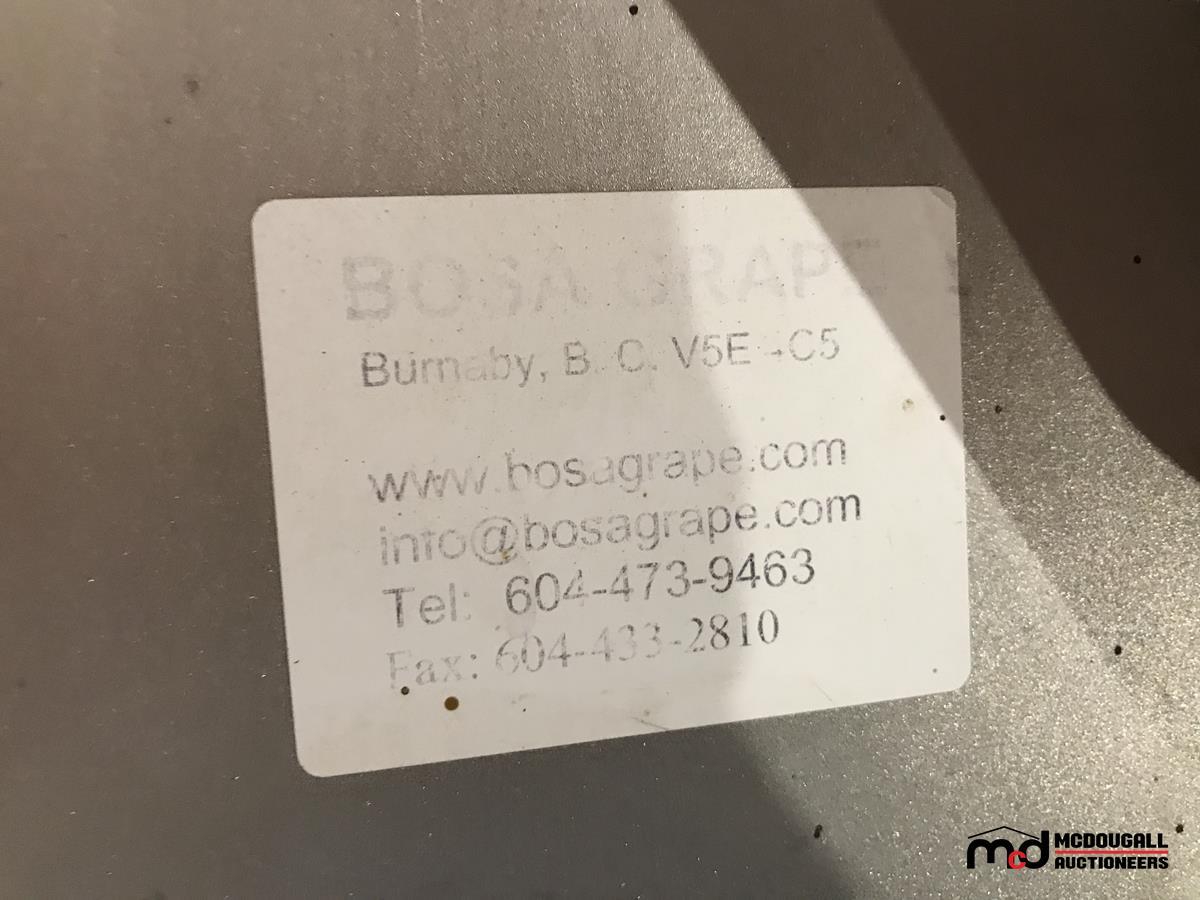 BOSA GRAPE
Burnaby, B. C. V5E
www.bosagrape.com
info@bosagrape.com
Tel: 604-473-9463
Fax: 604-433-2810
mcd MCDOUGALL
AUCTIONEERS